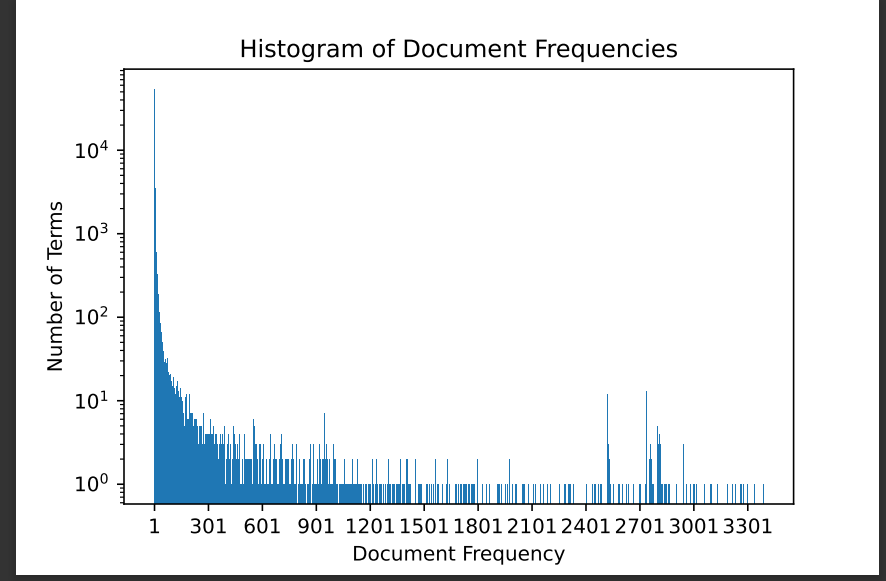 Histogram of Document Frequencies
Number of Terms
10⁴
10³
10²
10¹
10⁰
1 301 601 901 1201 1501 1801 2101 2401 2701 3001 3301
Document Frequency